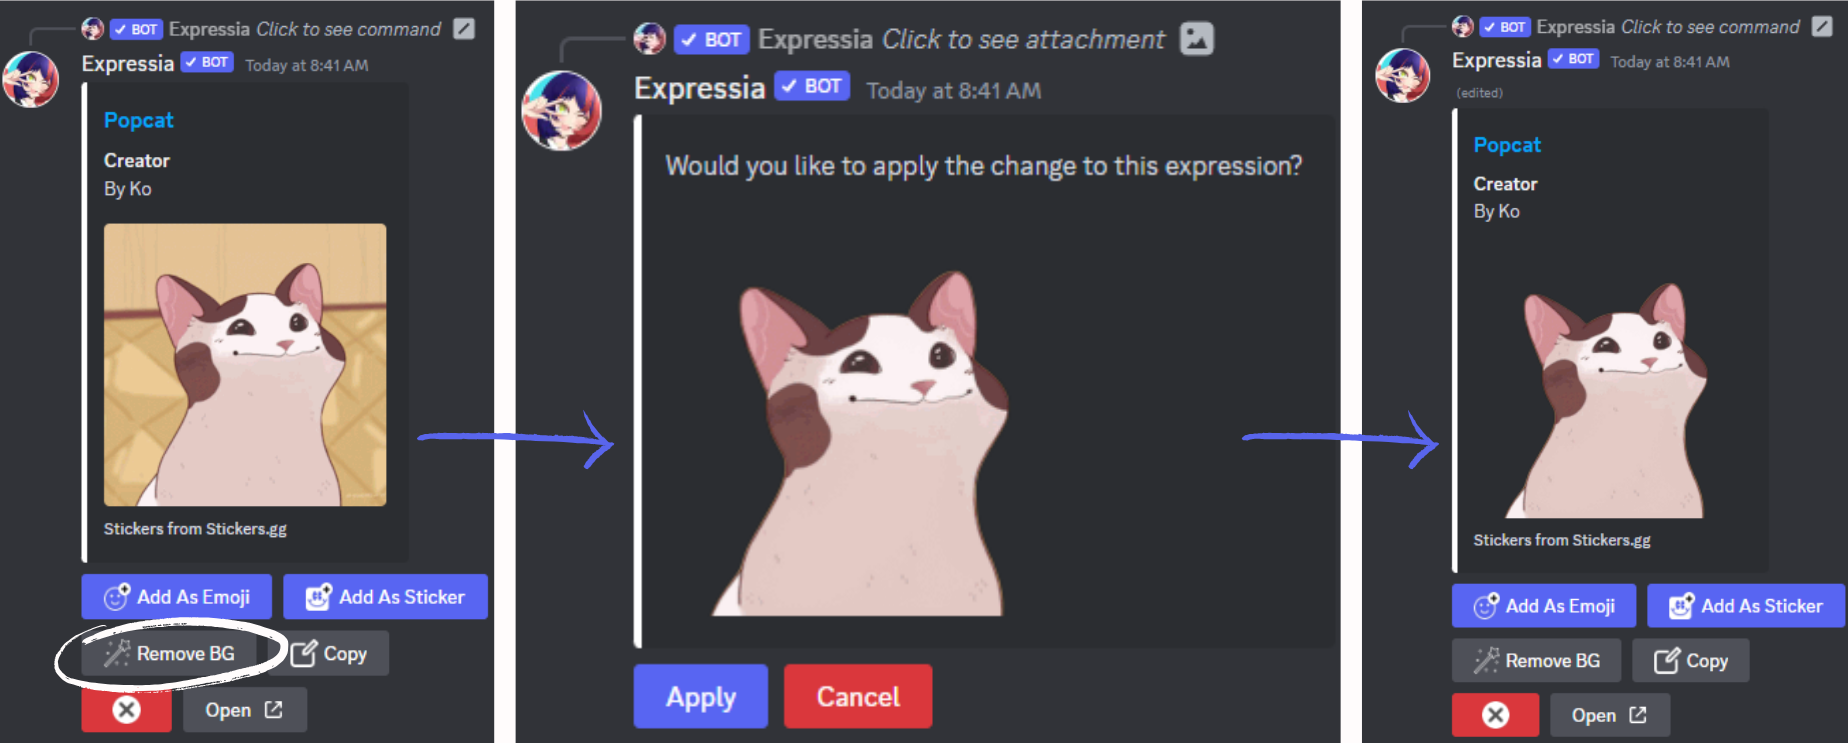 BOT Expressia Click to see command
Expressia BOT Today at 8:41 AM
Popcat
Creator
By Ko
Stickers from Stickers.gg
Add As Emoji
Add As Sticker
Remove BG
Copy
Open
BOT Expressia Click to see attachment
Expressia BOT Today at 8:41 AM
Would you like to apply the change to this expression?
Apply
Cancel
BOT Expressia Click to see command
Expressia BOT Today at 8:41 AM
(edited)
Popcat
Creator
By Ko
Stickers from Stickers.gg
Add As Emoji
Add As Sticker
Remove BG
Copy
Open